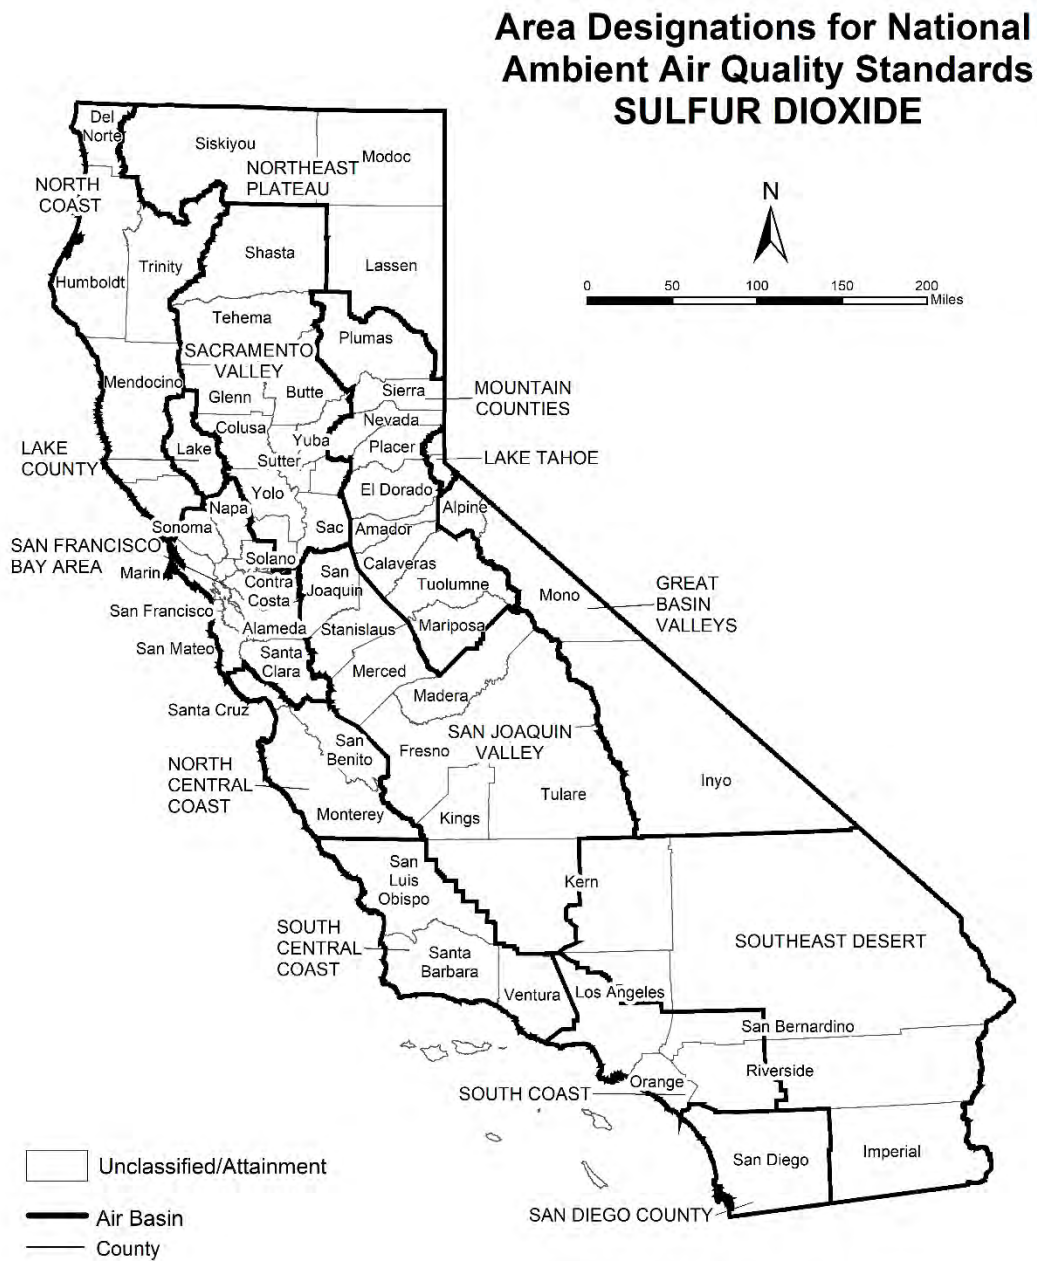 Area Designations for National
Ambient Air Quality Standards
SULFUR DIOXIDE
N
0 50 100 150 200
Miles
Del
Norte
Siskiyou
Modoc
NORTHEAST
PLATEAU
NORTH
COAST
Shasta
Trinity
Lassen
Humboldt
Tehema
Plumas
SACRAMENTO
VALLEY
Mendocino
Glenn
Butte
Sierra
MOUNTAIN
COUNTIES
Colusa
Nevada
Yuba
Placer
LAKE
COUNTY
Lake
Sutter
LAKE TAHOE
Yolo
El Dorado
Napa
Alpine
Sonoma
Sac
Amador
SAN FRANCISCO
BAY AREA
Solano
Calaveras
Marin
Contra
Costa
San
Joaquin
Tuolumne
Mono
GREAT
BASIN
VALLEYS
San Francisco
Alameda
Stanislaus
Mariposa
San Mateo
Santa
Clara
Merced
Madera
Santa Cruz
SAN JOAQUIN
VALLEY
San
Benito
Fresno
NORTH
CENTRAL
COAST
Inyo
Tulare
Monterey
Kings
San
Luis
Obispo
Kern
SOUTH
CENTRAL
COAST
SOUTHEAST DESERT
Santa
Barbara
Ventura
Los Angeles
San Bernardino
Riverside
Orange
SOUTH COAST
San Diego
Imperial
SAN DIEGO COUNTY
Unclassified/Attainment
Air Basin
County